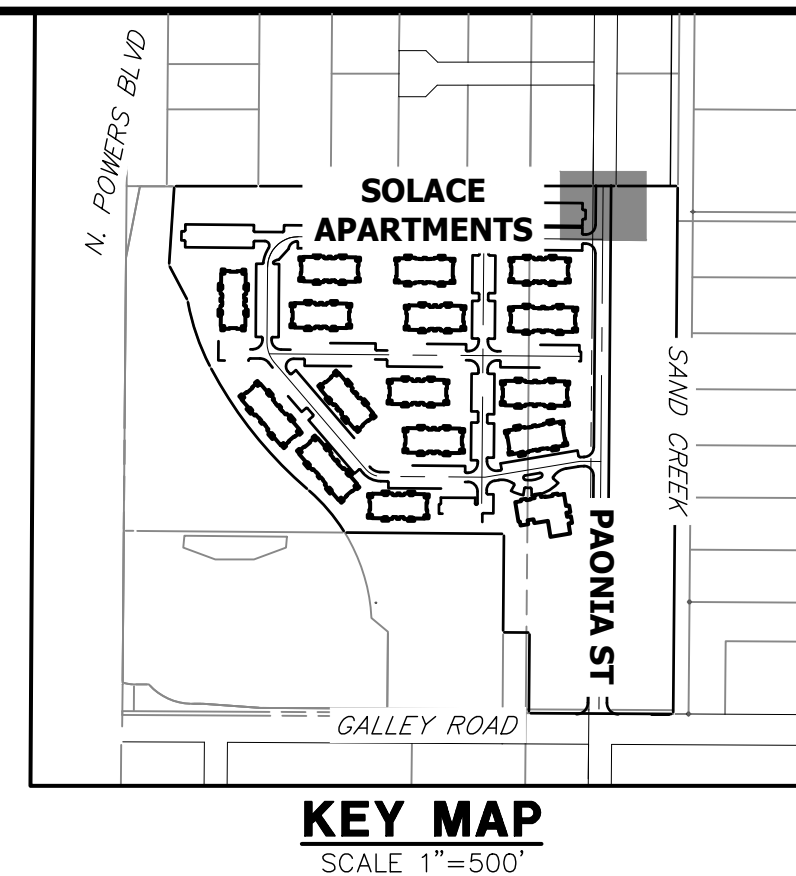 N. POWERS BLVD
SOLACE
APARTMENTS
SAND CREEK
PAONIA ST
GALLEY ROAD
KEY MAP
SCALE 1"=500'